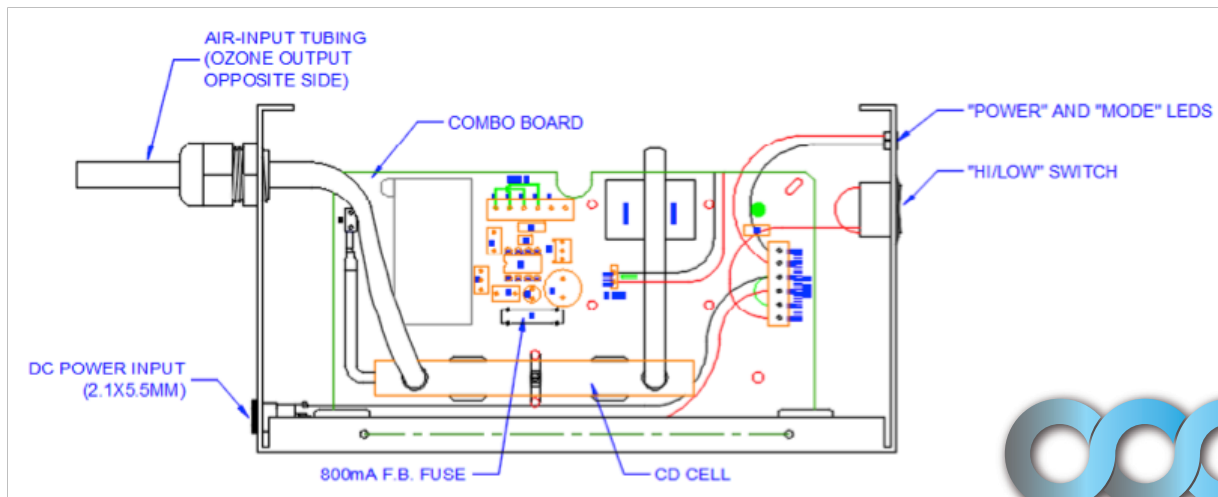 AIR-INPUT TUBING
(OZONE OUTPUT
OPPOSITE SIDE)
COMBO BOARD
"POWER" AND "MODE" LEDS
"HI/LOW" SWITCH
DC POWER INPUT
(2.1X5.5MM)
800mA F.B. FUSE
CD CELL